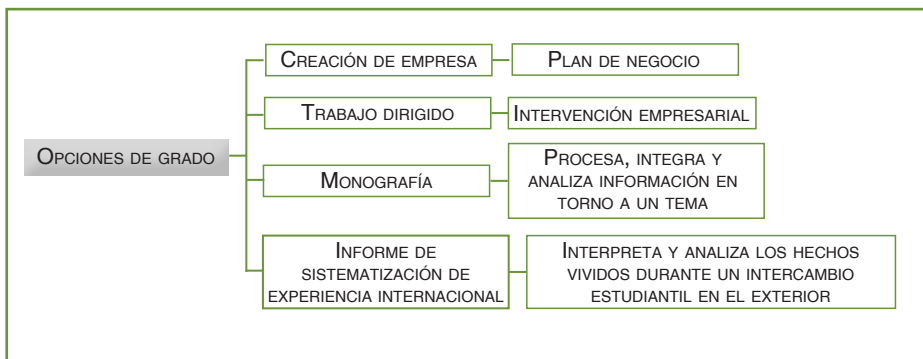 CREACIÓN DE EMPRESA
PLAN DE NEGOCIO
TRABAJO DIRIGIDO
INTERVENCIÓN EMPRESARIAL
OPCIONES DE GRADO
MONOGRAFÍA
PROCESA, INTEGRA Y
ANALIZA INFORMACIÓN EN
TORNO A UN TEMA
INFORME DE
SISTEMATIZACIÓN DE
EXPERIENCIA INTERNACIONAL
INTERPRETA Y ANALIZA LOS HECHOS
VIVIDOS DURANTE UN INTERCAMBIO
ESTUDIANTIL EN EL EXTERIOR